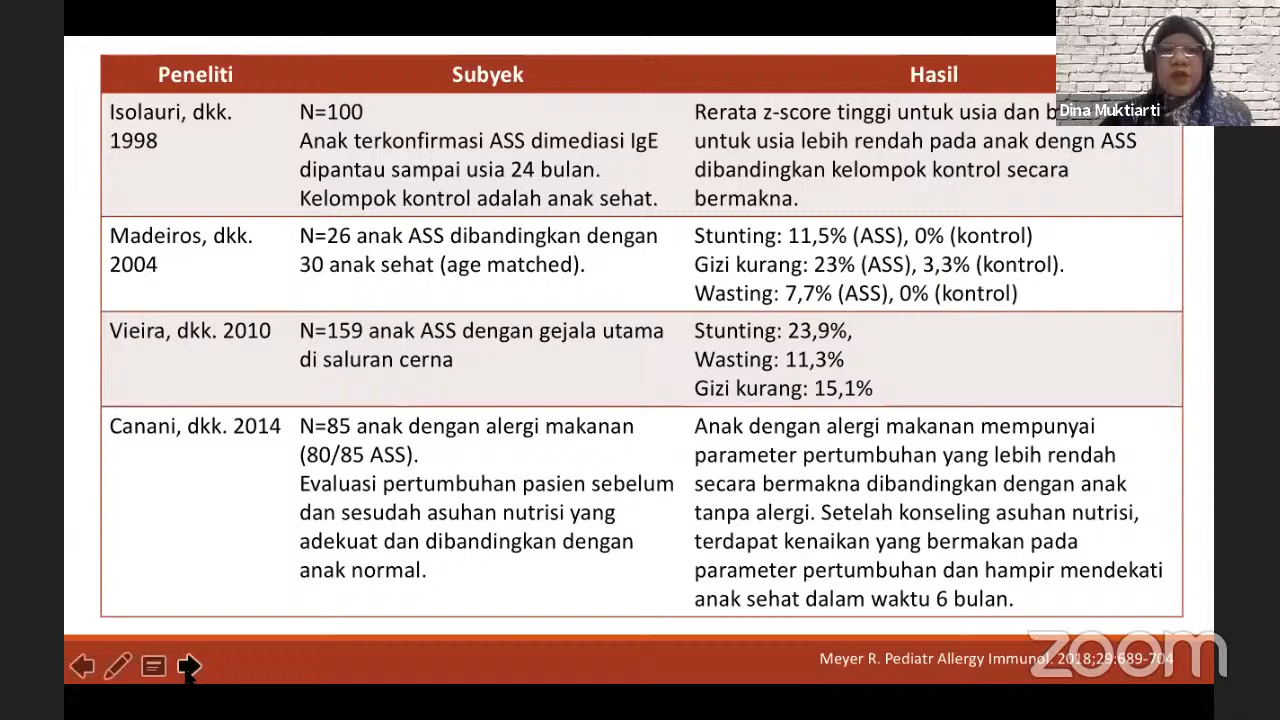 Peneliti Subyek Hasil
Isolauri, dkk.
1998
N=100
Anak terkonfirmasi ASS dimediasi IgE
dipantau sampai usia 24 bulan.
Kelompok kontrol adalah anak sehat.
Rerata z-score tinggi untuk usia dan
untuk usia lebih rendah pada anak dengn ASS
dibandingkan kelompok kontrol secara
bermakna.
Madeiros, dkk.
2004
N=26 anak ASS dibandingkan dengan
30 anak sehat (age matched).
Stunting: 11,5% (ASS), 0% (kontrol)
Gizi kurang: 23% (ASS), 3,3% (kontrol).
Wasting: 7,7% (ASS), 0% (kontrol)
Vieira, dkk. 2010
N=159 anak ASS dengan gejala utama
di saluran cerna
Stunting: 23,9%,
Wasting: 11,3%
Gizi kurang: 15,1%
Canani, dkk. 2014
N=85 anak dengan alergi makanan
(80/85 ASS).
Evaluasi pertumbuhan pasien sebelum
dan sesudah asuhan nutrisi yang
adekuat dan dibandingkan dengan
anak normal.
Anak dengan alergi makanan mempunyai
parameter pertumbuhan yang lebih rendah
secara bermakna dibandingkan dengan anak
tanpa alergi. Setelah konseling asuhan nutrisi,
terdapat kenaikan yang bermakan pada
parameter pertumbuhan dan hampir mendekati
anak sehat dalam waktu 6 bulan.
Dina Muktiarti
Meyer R. Pediatr Allergy Immunol. 2018;29:689-704
zoom